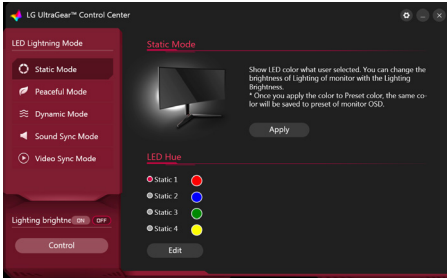 LG UltraGear™ Control Center
LED Lightning Mode
Static Mode
Peaceful Mode
Dynamic Mode
Sound Sync Mode
Video Sync Mode
Lighting brightne ON OFF
Control
Static Mode
Show LED color what user selected. You can change the
brightness of Lighting of monitor with the Lighting
Brightness.
* Once you apply the color to Preset color, the same co-
lor will be saved to preset of monitor OSD.
Apply
LED Hue
Static 1
Static 2
Static 3
Static 4
Edit